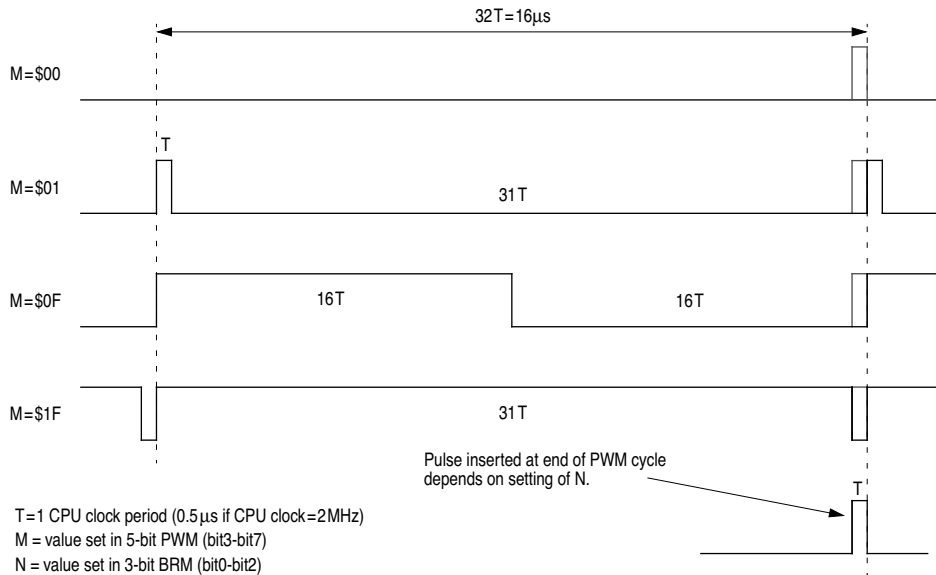 32T=16µs
M=$00
T
M=$01
31T
M=$0F
16T
16T
M=$1F
31T
Pulse inserted at end of PWM cycle
depends on setting of N.
T
T=1 CPU clock period (0.5µs if CPU clock=2MHz)
M = value set in 5-bit PWM (bit3-bit7)
N = value set in 3-bit BRM (bit0-bit2)